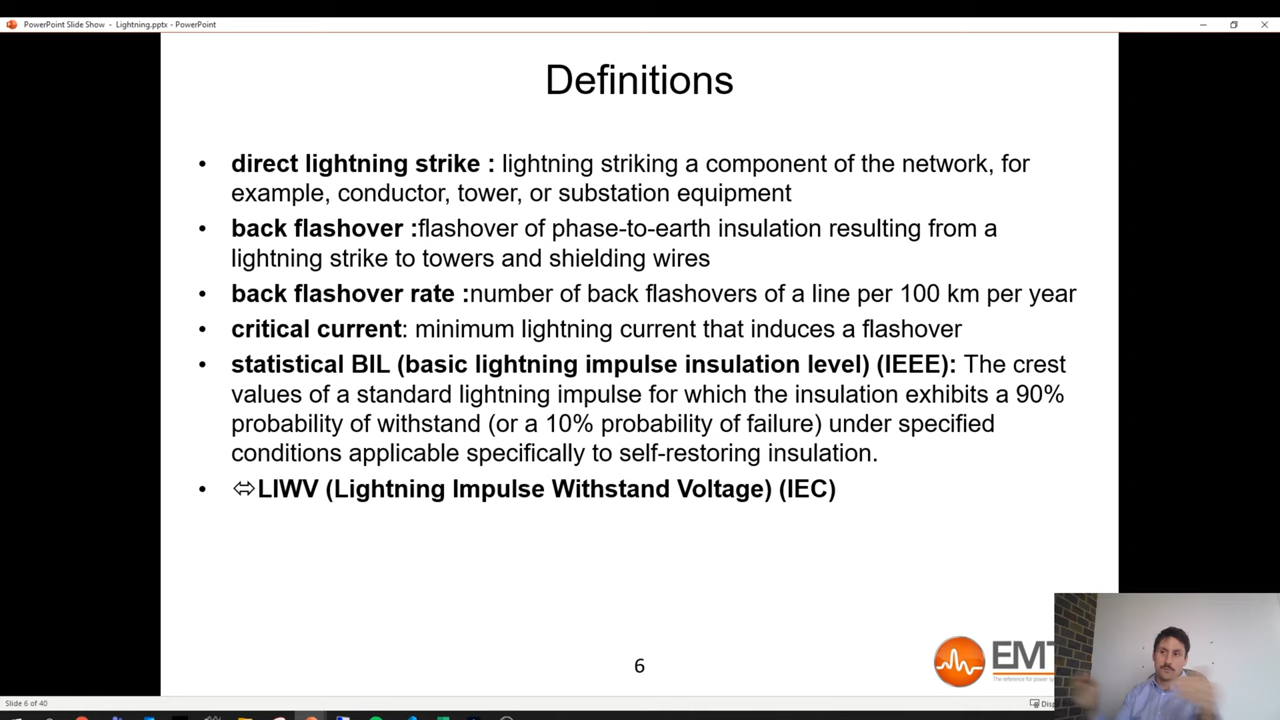 PowerPoint Slide Show - Lightning.pptx - PowerPoint
Definitions
• direct lightning strike : lightning striking a component of the network, for
example, conductor, tower, or substation equipment
• back flashover :flashover of phase-to-earth insulation resulting from a
lightning strike to towers and shielding wires
• back flashover rate :number of back flashovers of a line per 100 km per year
• critical current: minimum lightning current that induces a flashover
• statistical BIL (basic lightning impulse insulation level) (IEEE): The crest
values of a standard lightning impulse for which the insulation exhibits a 90%
probability of withstand (or a 10% probability of failure) under specified
conditions applicable specifically to self-restoring insulation.
• ⇔LIWV (Lightning Impulse Withstand Voltage) (IEC)
6
EMT
The reference for power
Slide 6 of 40